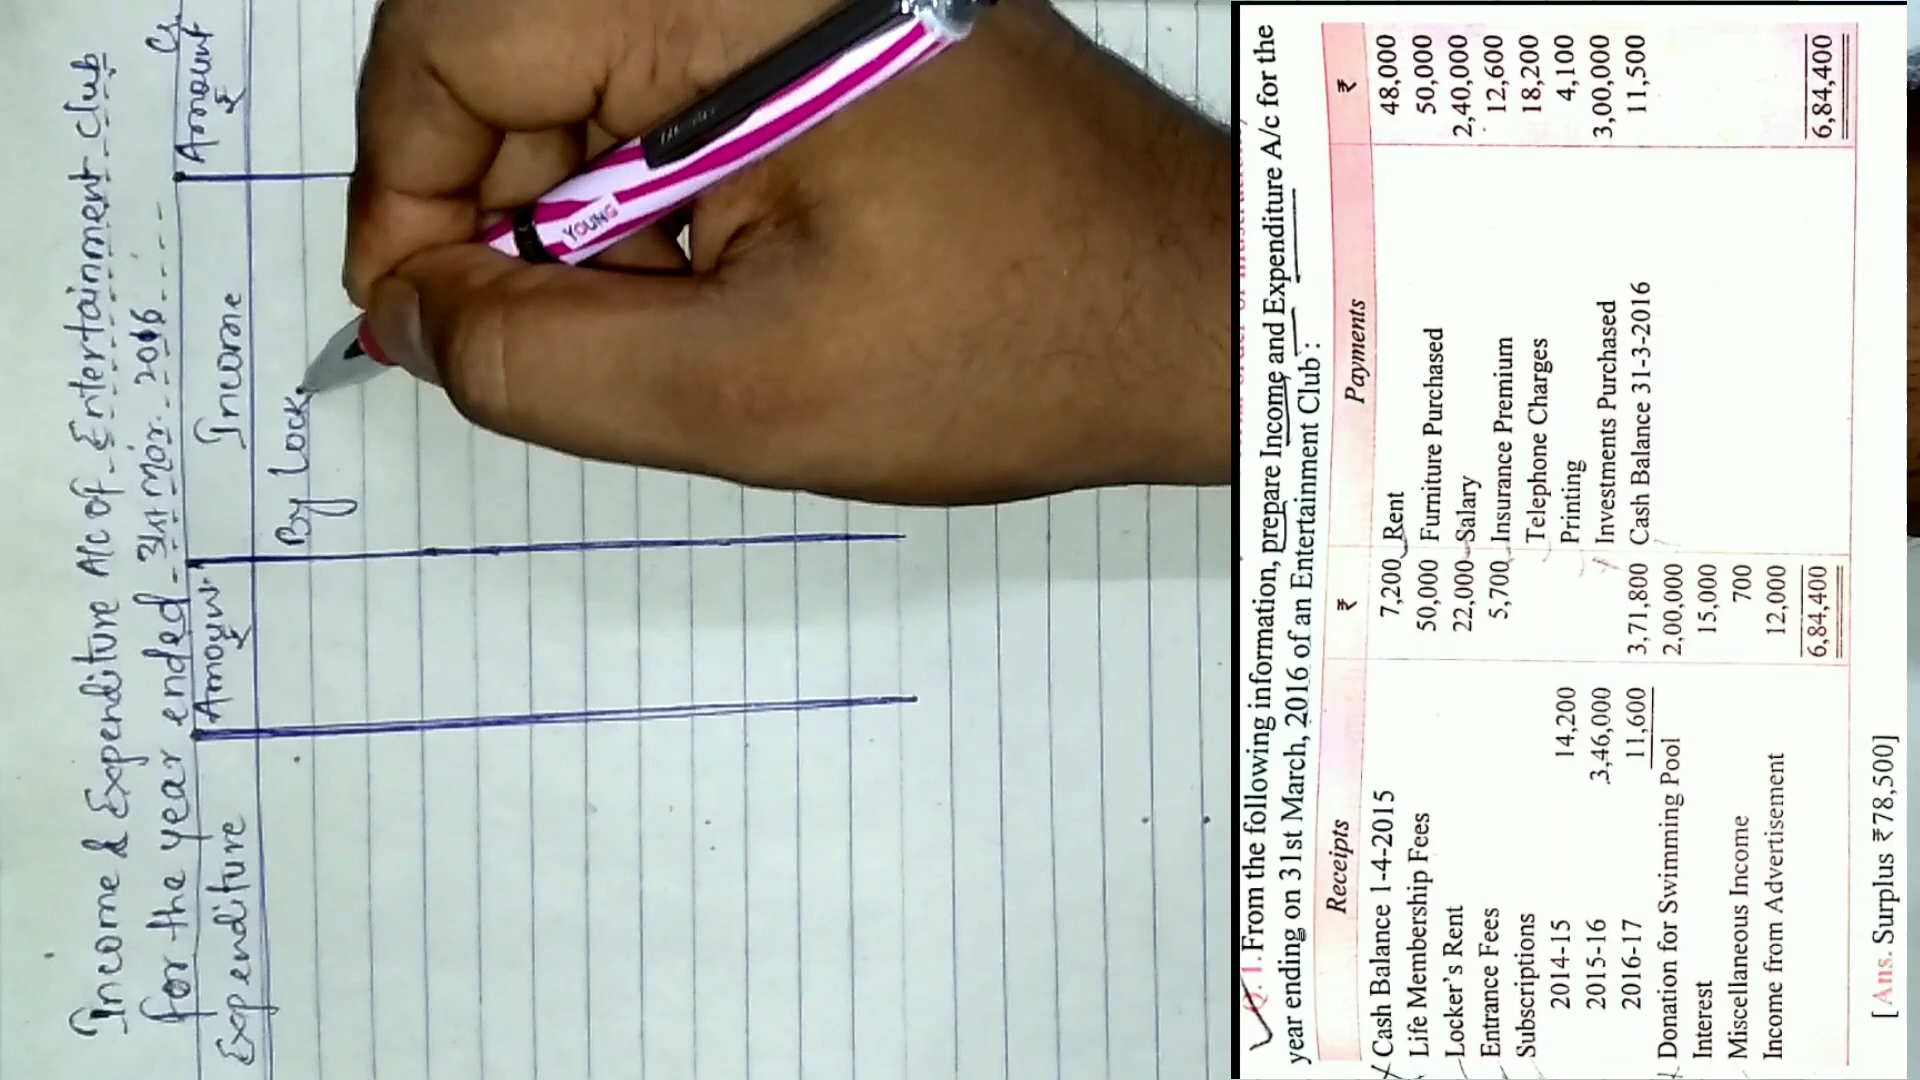 Income & Expenditure A/c of Entertainment Club
for the year ended 31st Mar. 2016
Expenditure Amount Income Amount
₹ ₹
By Lock
YOUNG
Q. 1. From the following information, prepare Income and Expenditure A/c for the
year ending on 31st March, 2016 of an Entertainment Club :
Receipts ₹ Payments ₹
Cash Balance 1-4-2015 7,200 Rent 48,000
Life Membership Fees 50,000 Furniture Purchased 50,000
Locker's Rent 22,000 Salary 2,40,000
Entrance Fees 5,700 Insurance Premium 12,600
Subscriptions Telephone Charges 18,200
2014-15 14,200 Printing 4,100
2015-16 3,46,000 Investments Purchased 3,00,000
2016-17 11,600 3,71,800 Cash Balance 31-3-2016 11,500
Donation for Swimming Pool 2,00,000
Interest 15,000
Miscellaneous Income 700
Income from Advertisement 12,000
6,84,400 6,84,400
[Ans. Surplus ₹78,500]